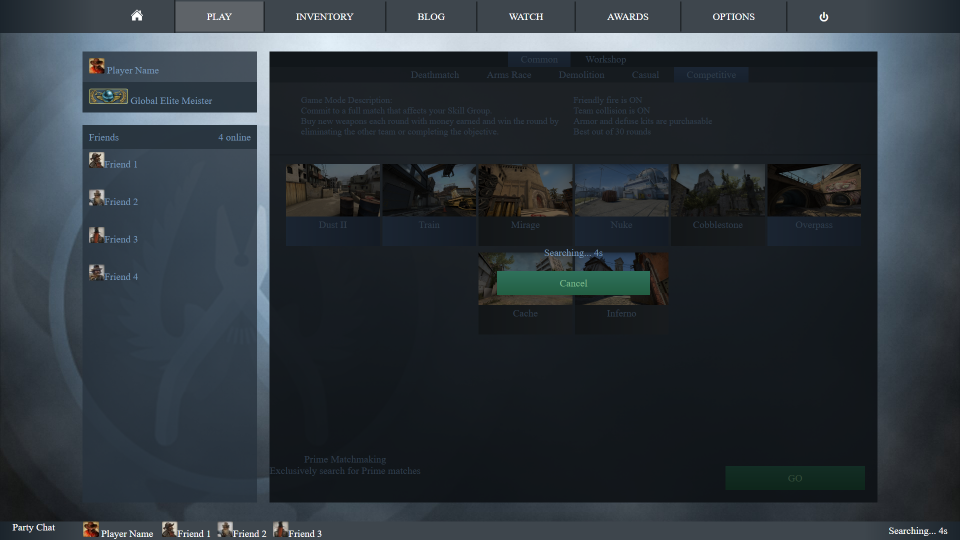 PLAY
INVENTORY
BLOG
WATCH
AWARDS
OPTIONS
Player Name
Global Elite Meister
Friends
4 online
Friend 1
Friend 2
Friend 3
Friend 4
Common
Workshop
Deathmatch
Arms Race
Demolition
Casual
Competitive
Game Mode Description:
Commit to a full match that effects your Skill Group.
Buy new weapons each round with money earned and win the round by
eliminating the other team or completing the objective.
Friendly fire is ON
Team collision is ON
Armor and defuse kits are purchasable
Best out of 30 rounds
Dust II
Train
Mirage
Nuke
Cobblestone
Overpass
Searching... 4s
Cancel
Cache
Inferno
Prime Matchmaking
Exclusively search for Prime matches
GO
Party Chat
Player Name
Friend 1
Friend 2
Friend 3
Searching... 4s